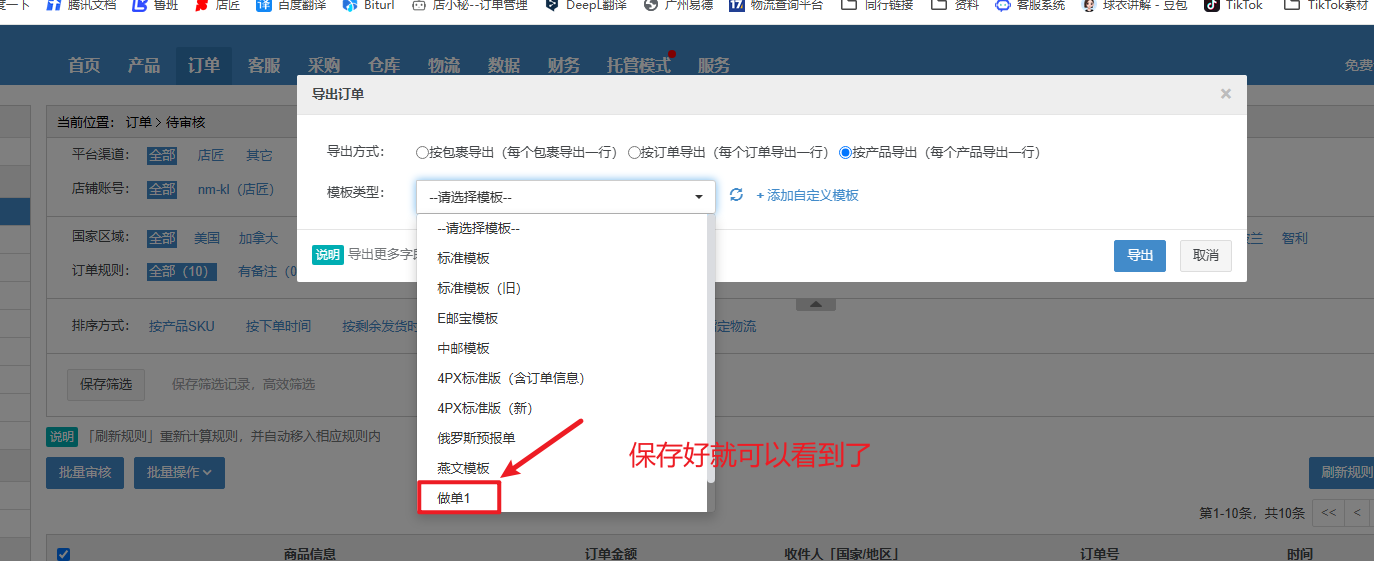 腾讯文档 鲁班 店匠 百度翻译 Biturl 店小秘--订单管理 DeepL翻译 广州易德 17 物流查询平台 同行链接 资料 客服系统 球衣讲解 - 豆包 TikTok TikTok素材
首页 产品 订单 客服 采购 仓库 物流 数据 财务 托管模式 服务 免费
导出订单 ×
当前位置： 订单 > 待审核
导出方式： 按包裹导出（每个包裹导出一行） 按订单导出（每个订单导出一行） 按产品导出（每个产品导出一行）
平台渠道： 全部 店匠 其它
店铺账号： 全部 nm-kl（店匠）
模板类型： --请选择模板-- + 添加自定义模板
--请选择模板--
标准模板
标准模板（旧）
E邮宝模板
中邮模板
4PX标准版（含订单信息）
4PX标准版（新）
俄罗斯预报单
燕文模板
做单1
国家区域： 全部 美国 加拿大 兰 智利
说明 导出更多字 导出 取消
订单规则： 全部（10） 有备注（0
排序方式： 按产品SKU 按下单时间 按剩余发货时 定物流
保存筛选 保存筛选记录，高效筛选
说明 「刷新规则」重新计算规则，并自动移入相应规则内
保存好就可以看到了
批量审核 批量操作 刷新规则
第1-10条，共10条 << <
商品信息 订单金额 收件人「国家/地区」 订单号 时间